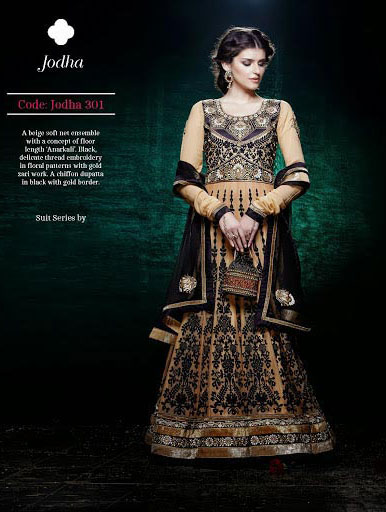 Jodha
Code: Jodha 301
A beige soft net ensemble
with a concept of floor
length 'Anarkali'. Black,
delicate thread embruidery
in floral patterns with gold
zari work. A chiffon dupatta
in black with gold border.
Suit Series by